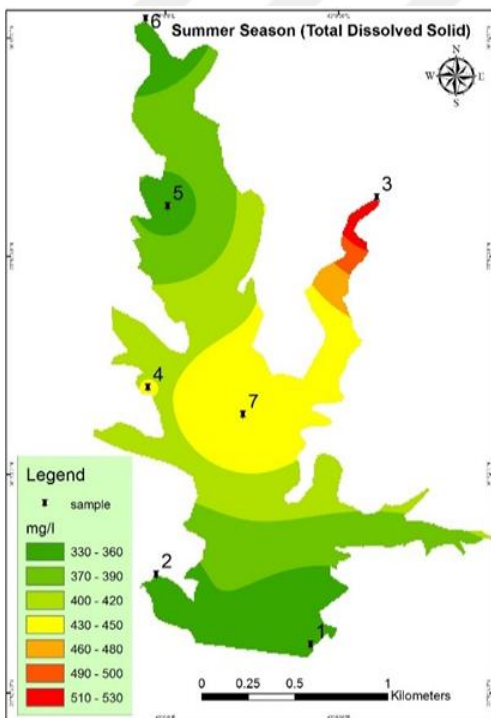 Summer Season (Total Dissolved Solid)
N
W
E
S
6
5
3
4
7
2
1
Legend
sample
mg/l
330 - 360
370 - 390
400 - 420
430 - 450
460 - 480
490 - 500
510 - 530
0 0.25 0.5 1
Kilometers